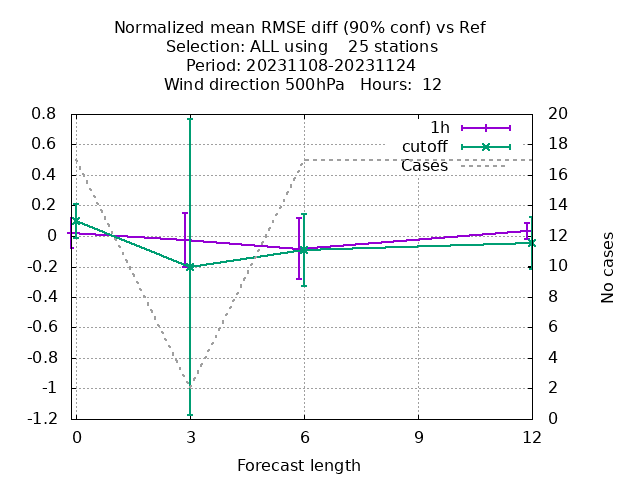 Normalized mean RMSE diff (90% conf) vs Ref
Selection: ALL using    25 stations
Period: 20231108-20231124
Wind direction 500hPa   Hours:  12
0.8
0.6
0.4
0.2
0
-0.2
-0.4
-0.6
-0.8
-1
-1.2
20
18
16
14
12
10
8
6
4
2
0
1h
cutoff
Cases
No cases
0 3 6 9 12
Forecast length